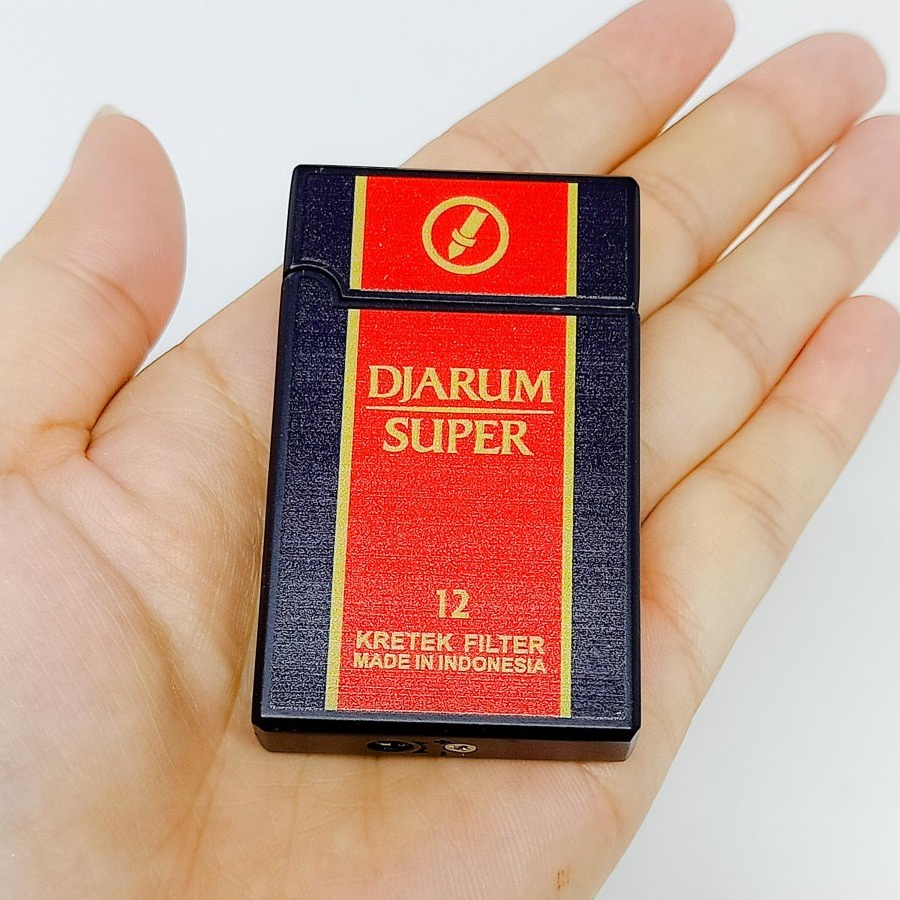 DJARUM
SUPER
12
KRETEK FILTER
MADE IN INDONESIA